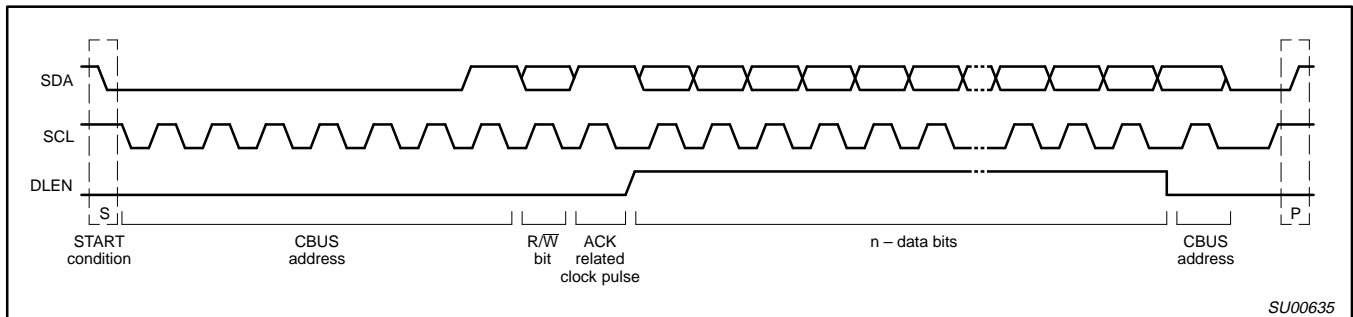 SDA
SCL
DLEN
S
P
START
condition
CBUS
address
R/W̅
bit
ACK
related
clock pulse
n – data bits
CBUS
address
SU00635